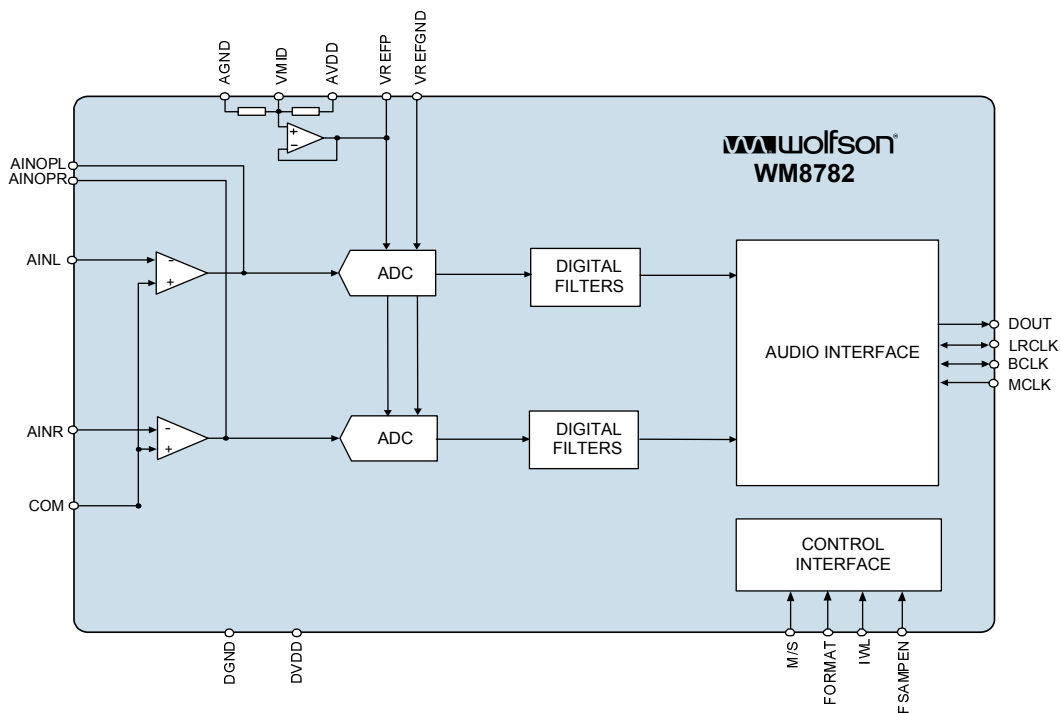 AGND
VMID
AVDD
VREFP
VREFGND
wolfson®
WM8782
AINOPL
AINOPR
AINL
-
+
ADC
DIGITAL
FILTERS
AUDIO INTERFACE
DOUT
LRCLK
BCLK
MCLK
AINR
-
+
ADC
DIGITAL
FILTERS
COM
CONTROL
INTERFACE
+
-
DGND
DVDD
M/S
FORMAT
IWL
FSAMPEN